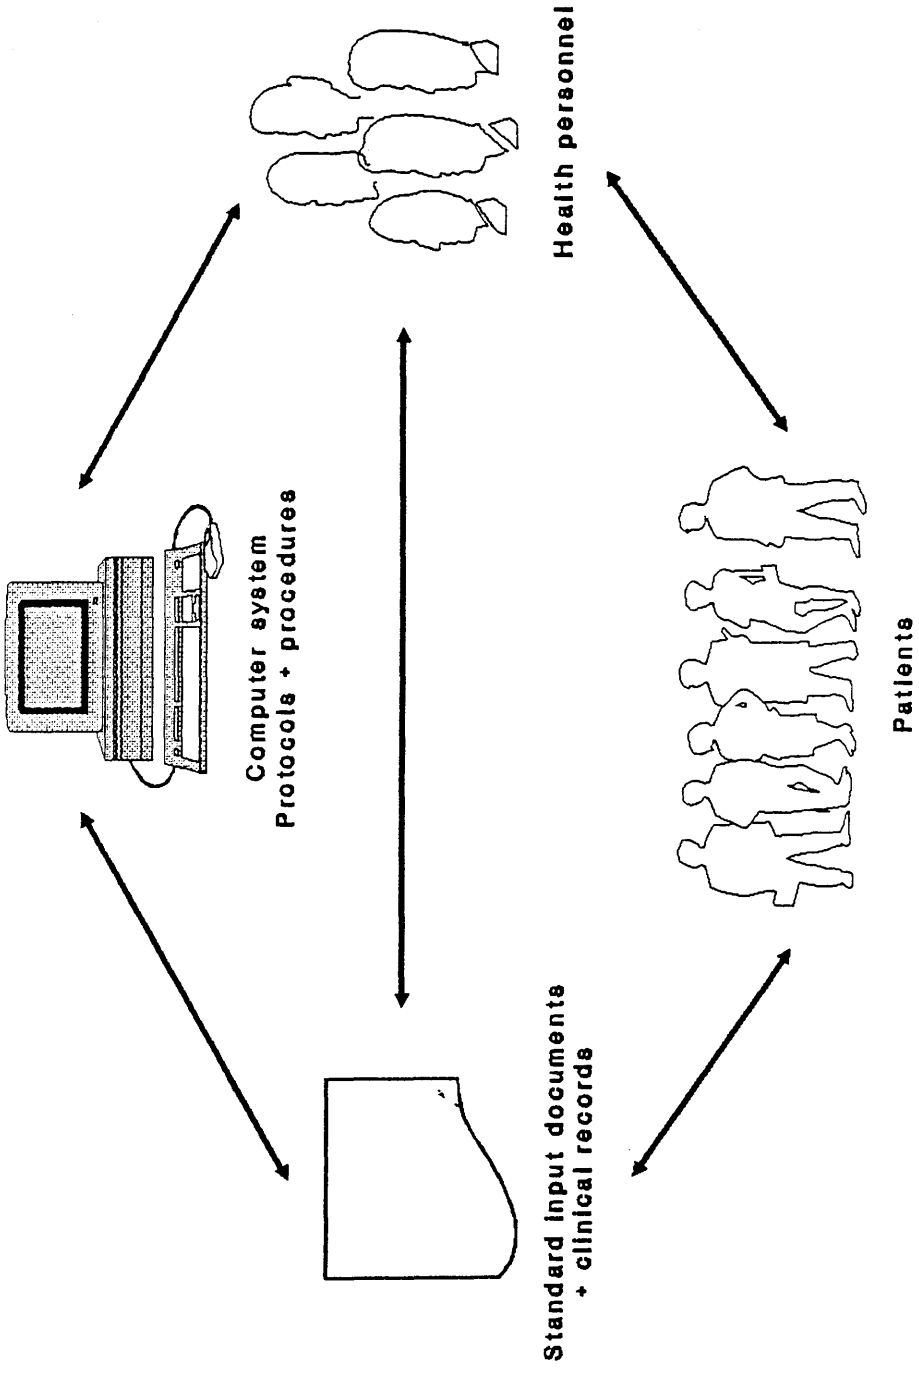 Computer system
Protocols + procedures
Health personnel
Standard input documents
+ clinical records
Patients